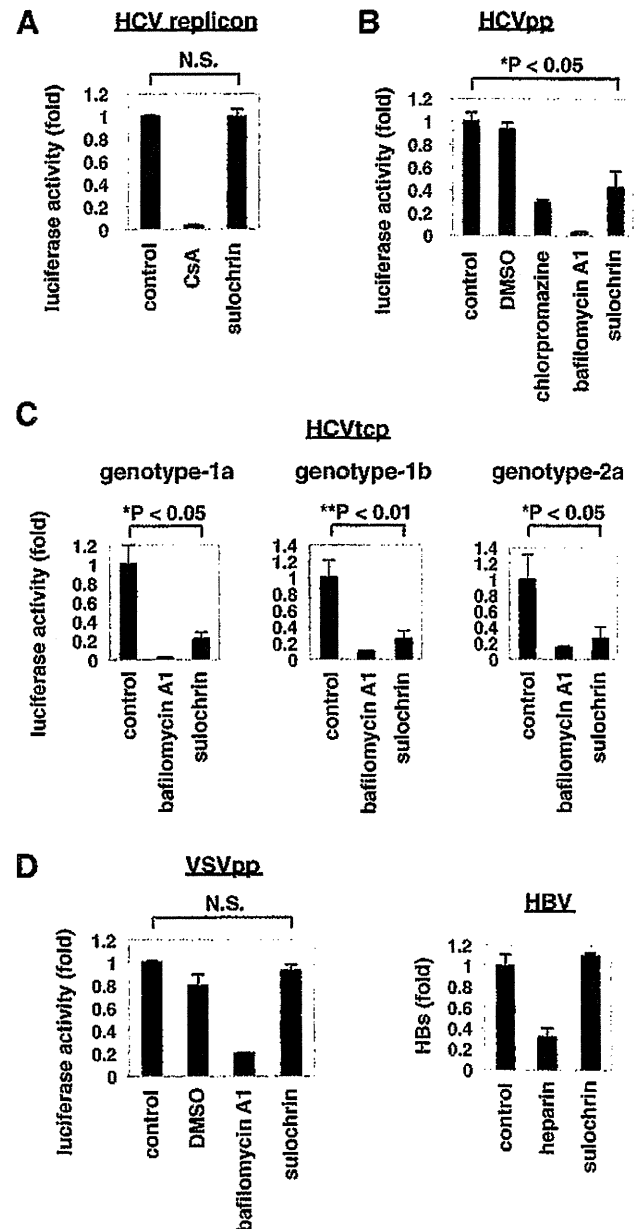 A
HCV replicon
N.S.
luciferase activity (fold)
1.2
1
0.8
0.6
0.4
0.2
0
control
CsA
sulochrin
B
HCVpp
*P < 0.05
luciferase activity (fold)
1.2
1
0.8
0.6
0.4
0.2
0
control
DMSO
chlorpromazine
bafilomycin A1
sulochrin
C
HCVtcp
genotype-1a
*P < 0.05
luciferase activity (fold)
1.2
1
0.8
0.6
0.4
0.2
0
control
bafilomycin A1
sulochrin
genotype-1b
**P < 0.01
1.4
1.2
1
0.8
0.6
0.4
0.2
0
control
bafilomycin A1
sulochrin
genotype-2a
*P < 0.05
1.4
1.2
1
0.8
0.6
0.4
0.2
0
control
bafilomycin A1
sulochrin
D
VSVpp
N.S.
luciferase activity (fold)
1.2
1
0.8
0.6
0.4
0.2
0
control
DMSO
bafilomycin A1
sulochrin
HBV
HBs (fold)
1.2
1
0.8
0.6
0.4
0.2
0
control
heparin
sulochrin